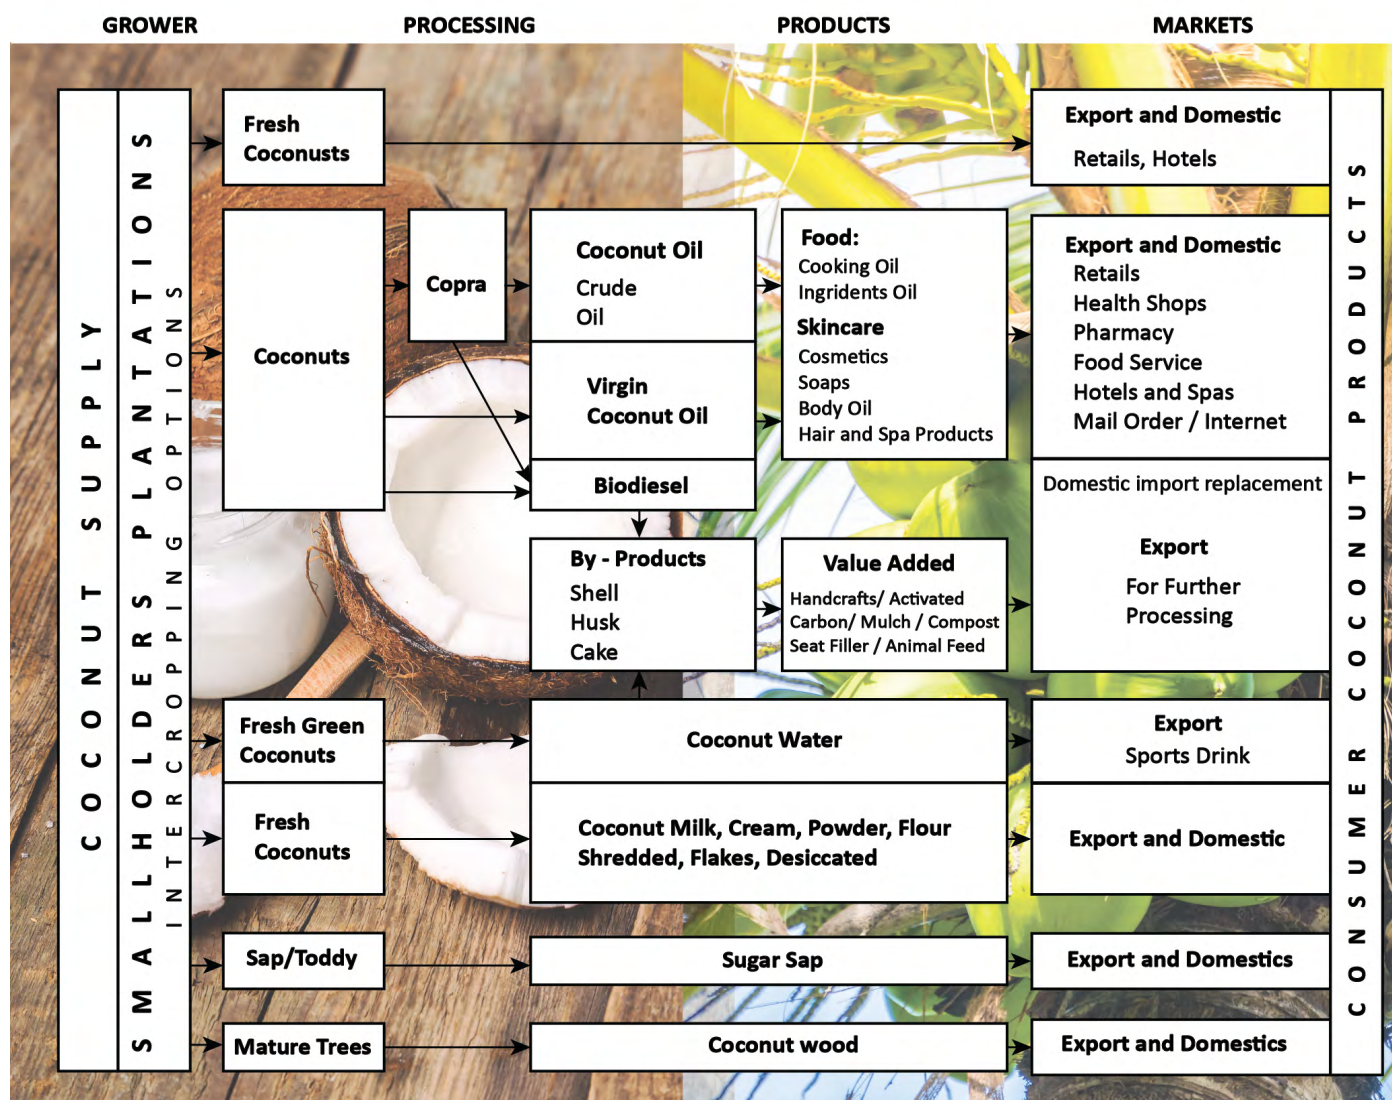 GROWER
PROCESSING
PRODUCTS
MARKETS
COCONUT SUPPLY
SMALLHOLDERS PLANTATIONS
INTERCROPPING OPTIONS
Fresh
Coconusts
Export and Domestic
Retails, Hotels
Coconuts
Copra
Coconut Oil
Crude
Oil
Virgin
Coconut Oil
Biodiesel
Food:
Cooking Oil
Ingridents Oil
Skincare
Cosmetics
Soaps
Body Oil
Hair and Spa Products
Export and Domestic
Retails
Health Shops
Pharmacy
Food Service
Hotels and Spas
Mail Order / Internet
Domestic import replacement
Export
For Further
Processing
By - Products
Shell
Husk
Cake
Value Added
Handcrafts/ Activated
Carbon/ Mulch / Compost
Seat Filler / Animal Feed
Fresh Green
Coconuts
Coconut Water
Export
Sports Drink
Fresh
Coconuts
Coconut Milk, Cream, Powder, Flour
Shredded, Flakes, Desiccated
Export and Domestic
Sap/Toddy
Sugar Sap
Export and Domestics
Mature Trees
Coconut wood
Export and Domestics
CONSUMER COCONUT PRODUCTS